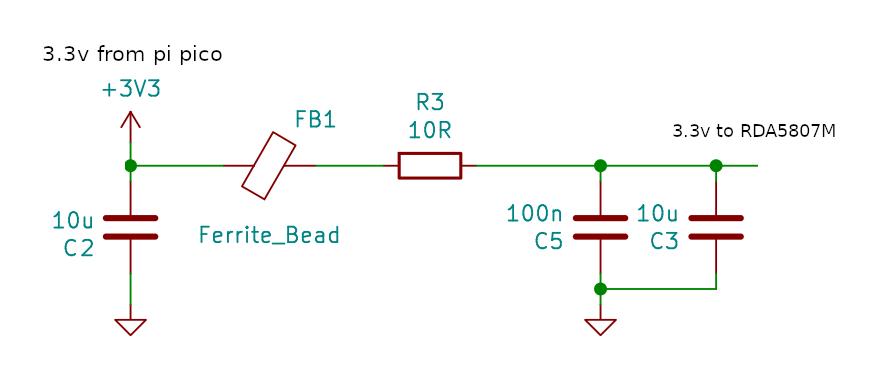 3.3v from pi pico
+3V3
FB1
R3
10R
3.3v to RDA5807M
10u
C2
Ferrite_Bead
100n
C5
10u
C3